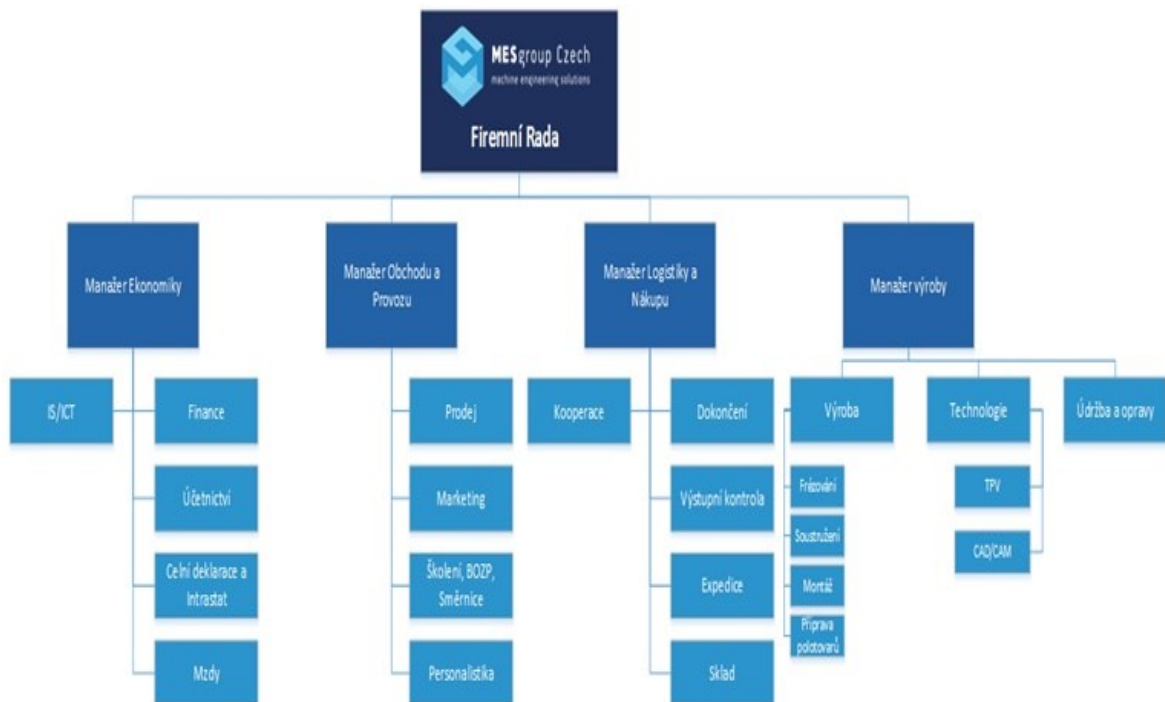 MESgroup Czech
machine engineering solutions
Firemní Rada
Manažer Ekonomiky
Manažer Obchodu a
Provozu
Manažer Logistiky a
Nákupu
Manažer výroby
IS/ICT
Finance
Účetnictví
Celní deklarace a
Intrastat
Mzdy
Prodej
Marketing
Školení, BOZP,
Směrnice
Personalistika
Kooperace
Dokončení
Výstupní kontrola
Expedice
Sklad
Výroba
Frézování
Soustružení
Montáž
Příprava
polotovarů
Technologie
TPV
CAD/CAM
Údržba a opravy